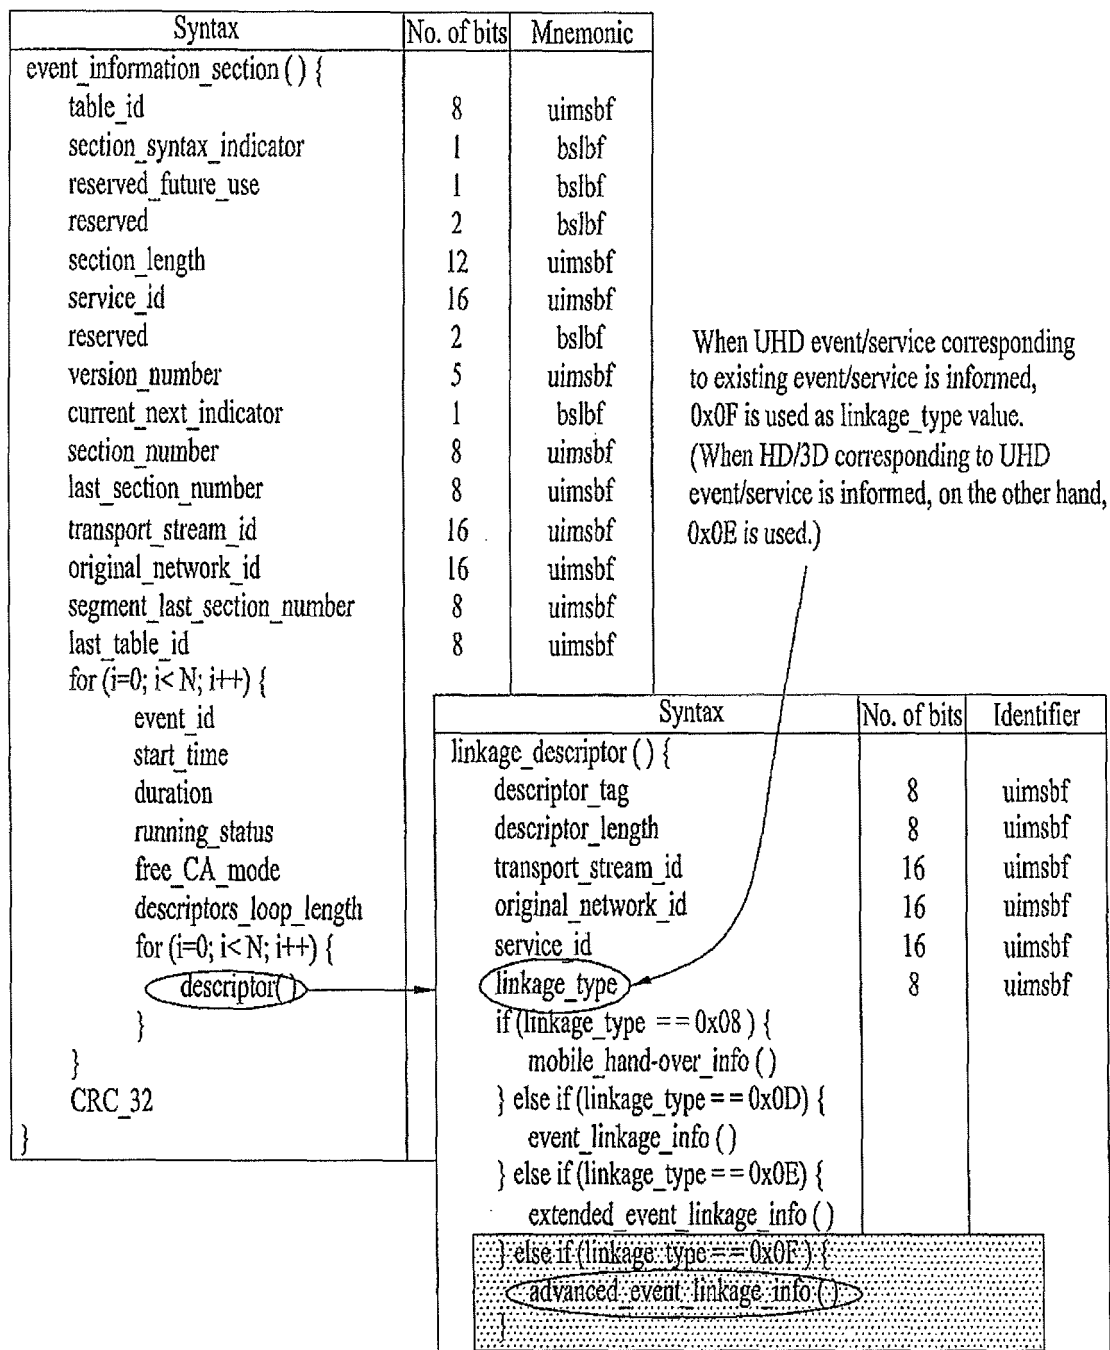 Syntax No. of bits Mnemonic
event_information_section () {
table_id 8 uimsbf
section_syntax_indicator 1 bslbf
reserved_future_use 1 bslbf
reserved 2 bslbf
section_length 12 uimsbf
service_id 16 uimsbf
reserved 2 bslbf
version_number 5 uimsbf
current_next_indicator 1 bslbf
section_number 8 uimsbf
last_section_number 8 uimsbf
transport_stream_id 16 uimsbf
original_network_id 16 uimsbf
segment_last_section_number 8 uimsbf
last_table_id 8 uimsbf
for (i=0; i< N; i++) {
event_id
start_time
duration
running_status
free_CA_mode
descriptors_loop_length
for (i=0; i< N; i++) {
descriptor()
}
}
CRC_32
}
When UHD event/service corresponding
to existing event/service is informed,
0x0F is used as linkage_type value.
(When HD/3D corresponding to UHD
event/service is informed, on the other hand,
0x0E is used.)
Syntax No. of bits Identifier
linkage_descriptor () {
descriptor_tag 8 uimsbf
descriptor_length 8 uimsbf
transport_stream_id 16 uimsbf
original_network_id 16 uimsbf
service_id 16 uimsbf
linkage_type 8 uimsbf
if (linkage_type == 0x08 ) {
mobile_hand-over_info ()
} else if (linkage_type == 0x0D) {
event_linkage_info ()
} else if (linkage_type == 0x0E) {
extended_event_linkage_info ()
} else if (linkage_type == 0x0F ) {
advanced_event_linkage_info ()
}